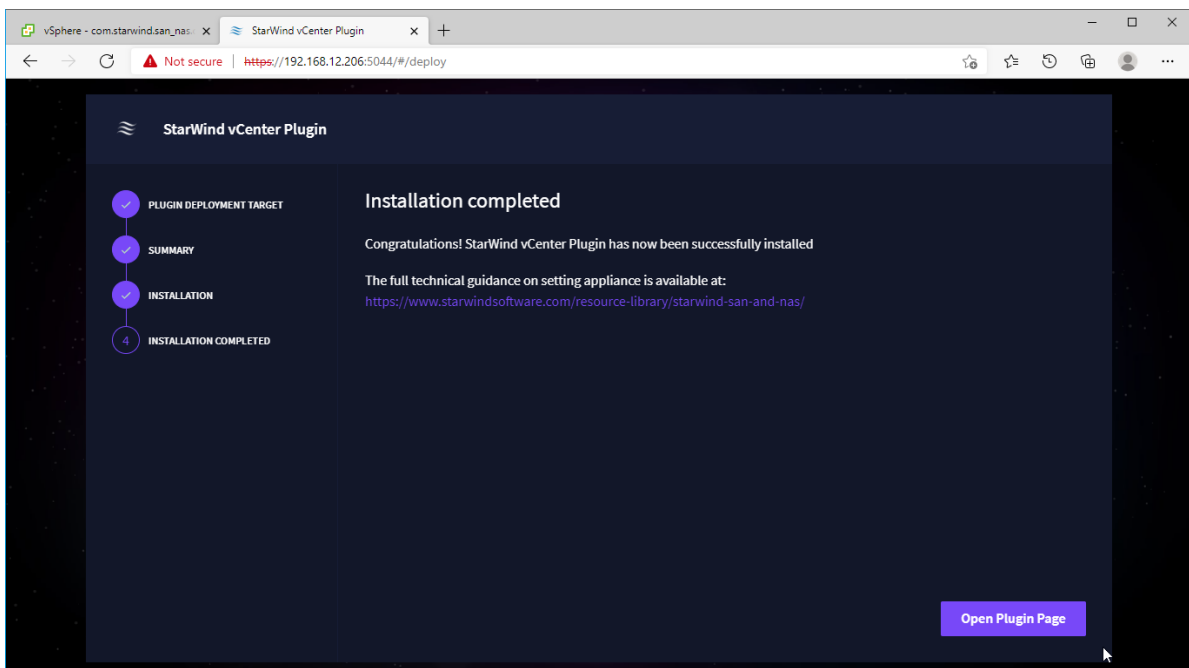 vSphere - com.starwind.san_nas.
StarWind vCenter Plugin
Not secure | https://192.168.12.206:5044/#/deploy
StarWind vCenter Plugin
PLUGIN DEPLOYMENT TARGET
SUMMARY
INSTALLATION
4 INSTALLATION COMPLETED
Installation completed
Congratulations! StarWind vCenter Plugin has now been successfully installed
The full technical guidance on setting appliance is available at:
https://www.starwindsoftware.com/resource-library/starwind-san-and-nas/
Open Plugin Page